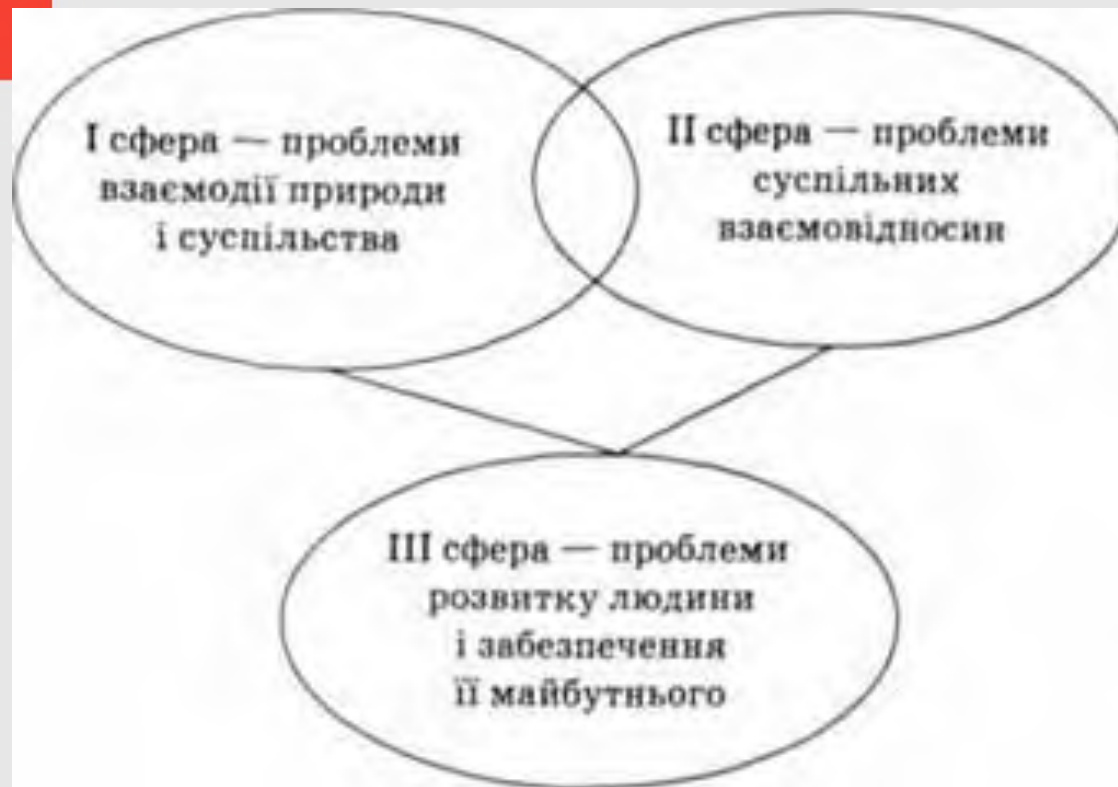 I сфера — проблеми
взаємодії природи
і суспільства
II сфера — проблеми
суспільних
взаємовідносин
III сфера — проблеми
розвитку людини
і забезпечення
її майбутнього